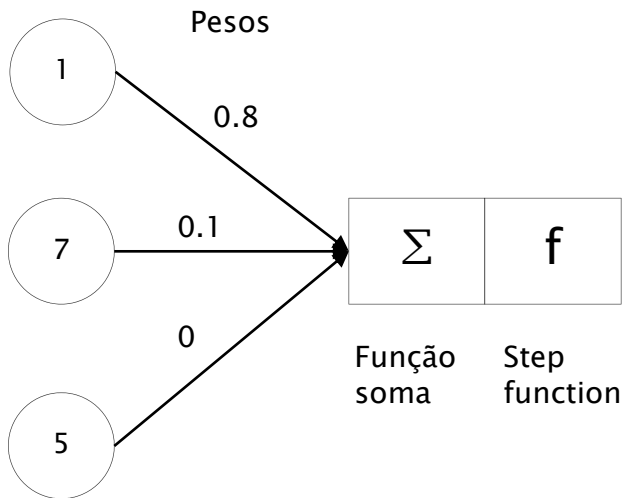 Pesos
1
0.8
7
0.1
Σ
f
0
Função
soma
Step
function
5